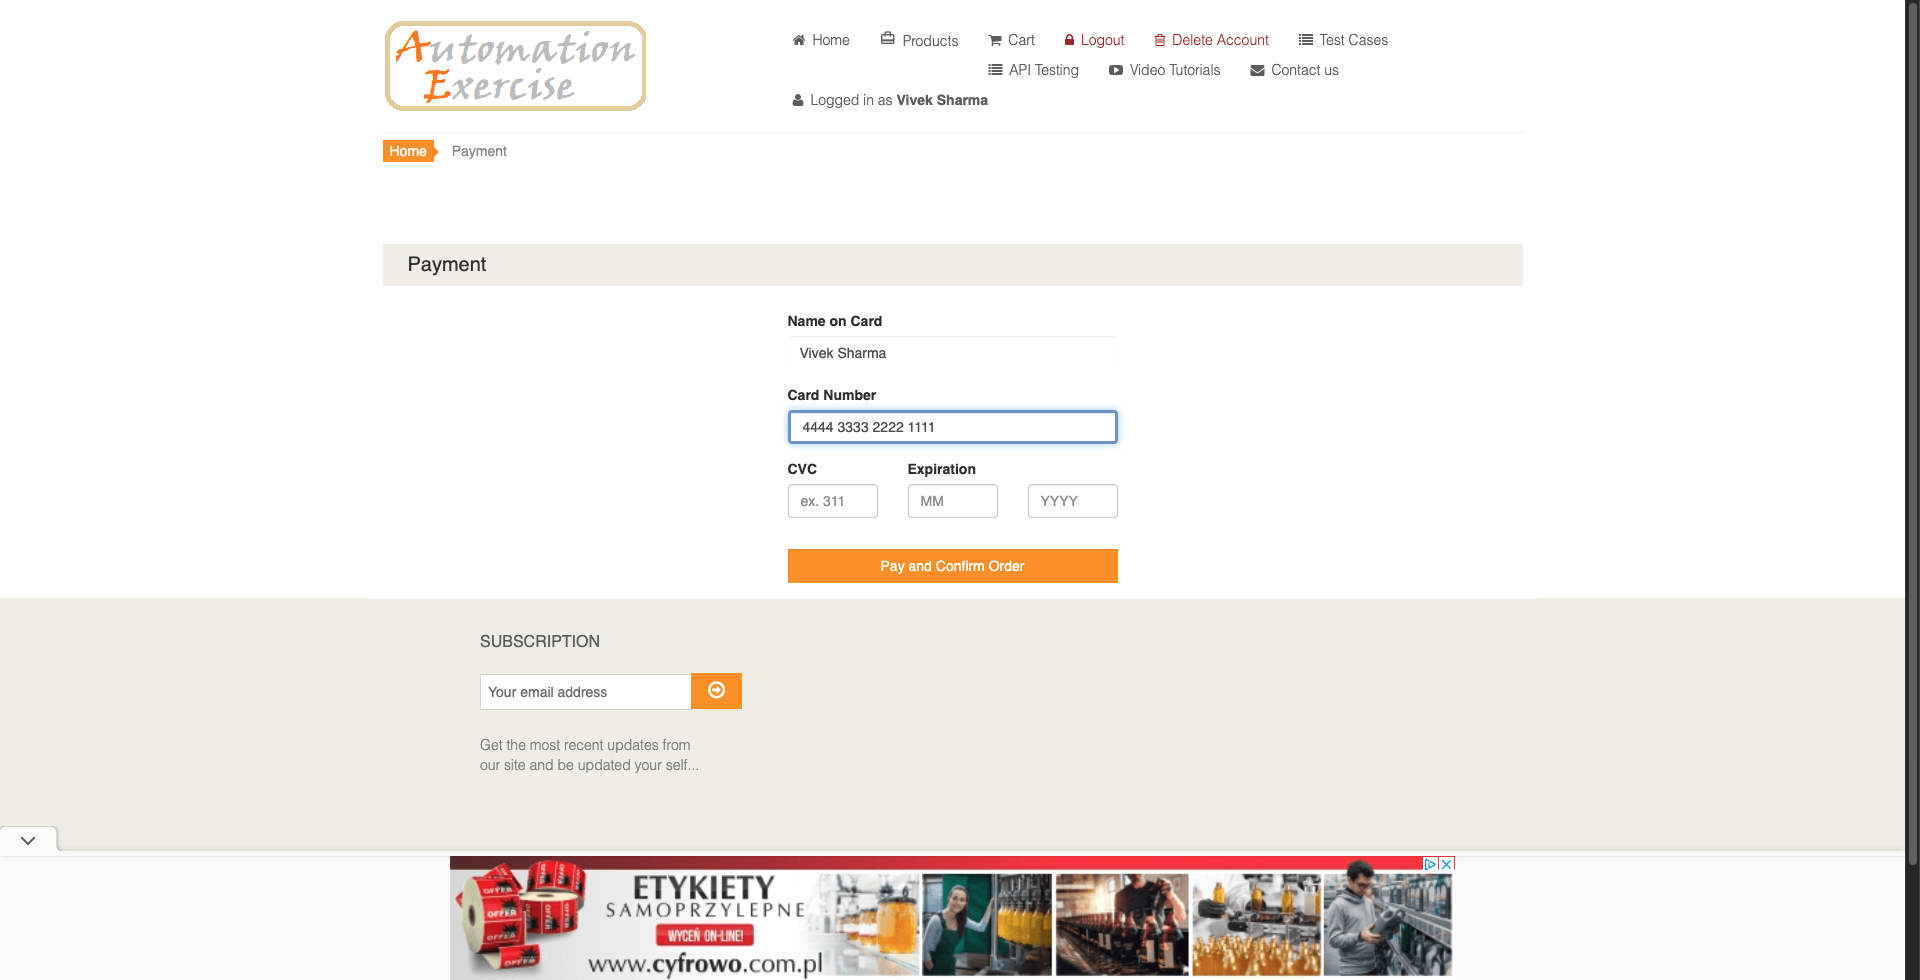 Automation
Exercise
Home
Products
Cart
Logout
Delete Account
Test Cases
API Testing
Video Tutorials
Contact us
Logged in as Vivek Sharma
Home
Payment
Payment
Name on Card
Vivek Sharma
Card Number
4444 3333 2222 1111
CVC
Expiration
ex. 311
MM
YYYY
Pay and Confirm Order
SUBSCRIPTION
Your email address
Get the most recent updates from
our site and be updated your self...
OFFER
OFFER
OFFER
OFFER
ETYKIETY
SAMOPRZYLEPNE
WYCEŃ ON-LINE!
www.cyfrowo.com.pl